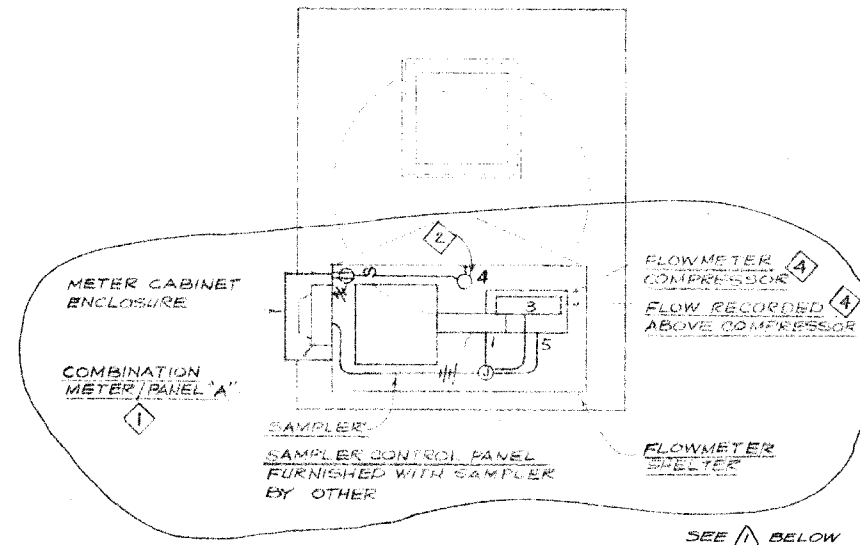 2
4
FLOWMETER
COMPRESSOR 4
METER CABINET
ENCLOSURE
S
3
FLOW RECORDED 4
ABOVE COMPRESSOR
1
5
J
COMBINATION
METER/PANEL "A"
1
SAMPLER
SAMPLER CONTROL PANEL
FURNISHED WITH SAMPLER
BY OTHER
FLOWMETER
SHELTER
SEE 1 BELOW